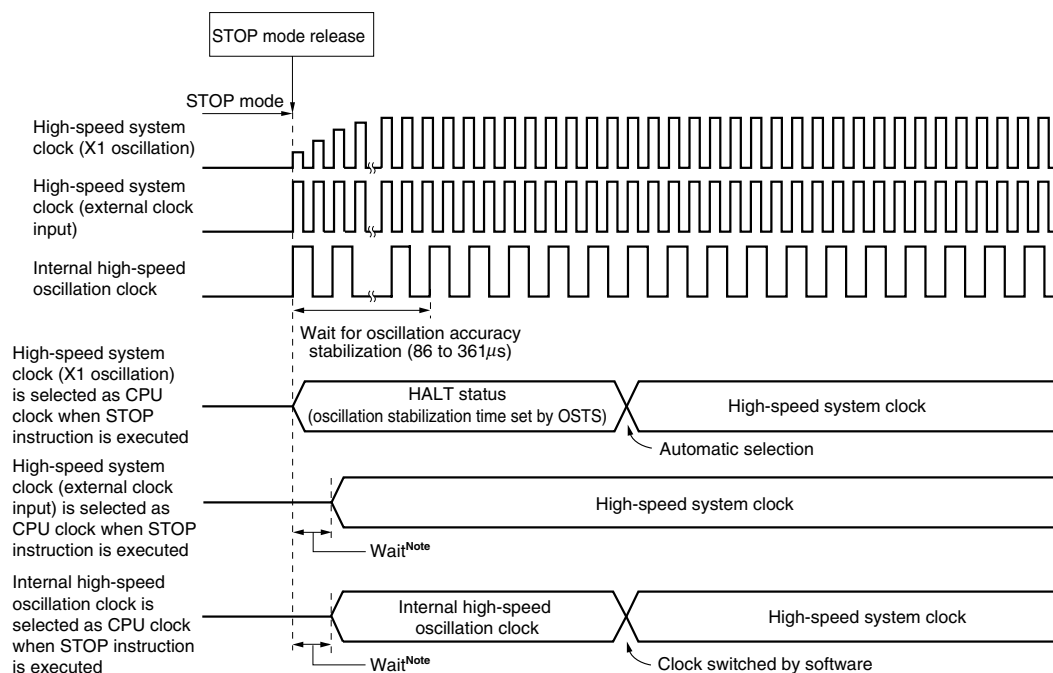 STOP mode release
STOP mode
High-speed system
clock (X1 oscillation)
High-speed system
clock (external clock
input)
Internal high-speed
oscillation clock
Wait for oscillation accuracy
stabilization (86 to 361μs)
High-speed system
clock (X1 oscillation)
is selected as CPU
clock when STOP
instruction is executed
HALT status
(oscillation stabilization time set by OSTS)
High-speed system clock
Automatic selection
High-speed system
clock (external clock
input) is selected as
CPU clock when STOP
instruction is executed
High-speed system clock
Wait Note
Internal high-speed
oscillation clock is
selected as CPU clock
when STOP instruction
is executed
Internal high-speed
oscillation clock
High-speed system clock
Wait Note
Clock switched by software